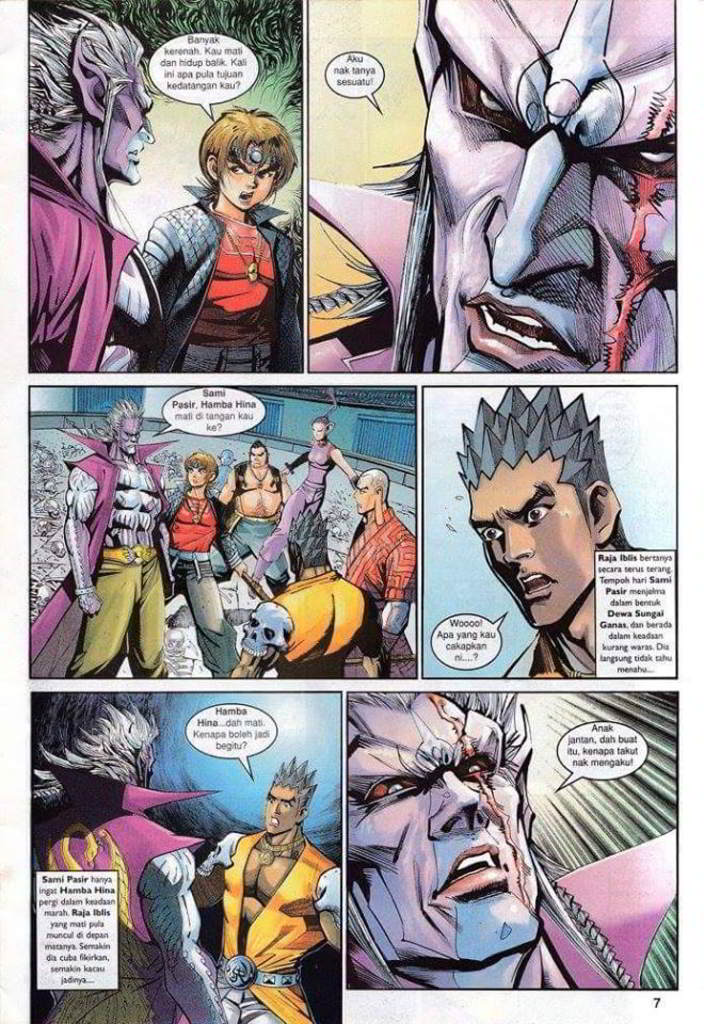 Banyak
kerenah. Kau mati
dan hidup balik. Kali
ini apa pula tujuan
kedatangan kau?
Aku
nak tanya
sesuatu!
Sami
Pasir, Hamba Hina
mati di tangan kau
ke?
Woooo!
Apa yang kau
cakapkan
ni....?
Raja Iblis bertanya
secara terus terang.
Tempoh hari Sami
Pasir menjelma
dalam bentuk
Dewa Sungai
Ganas, dan berada
dalam keadaan
kurang waras. Dia
langsung tidak tahu
menahu....
Hamba
Hina...dah mati.
Kenapa boleh jadi
begitu?
Sami Pasir hanya
ingat Hamba Hina
pergi dalam keadaan
marah. Raja Iblis
yang mati pula
muncul di depan
matanya. Semakin
dia cuba fikirkan,
semakin kacau
jadinya....
Anak
jantan, dah buat
itu, kenapa takut
nak mengaku!
7